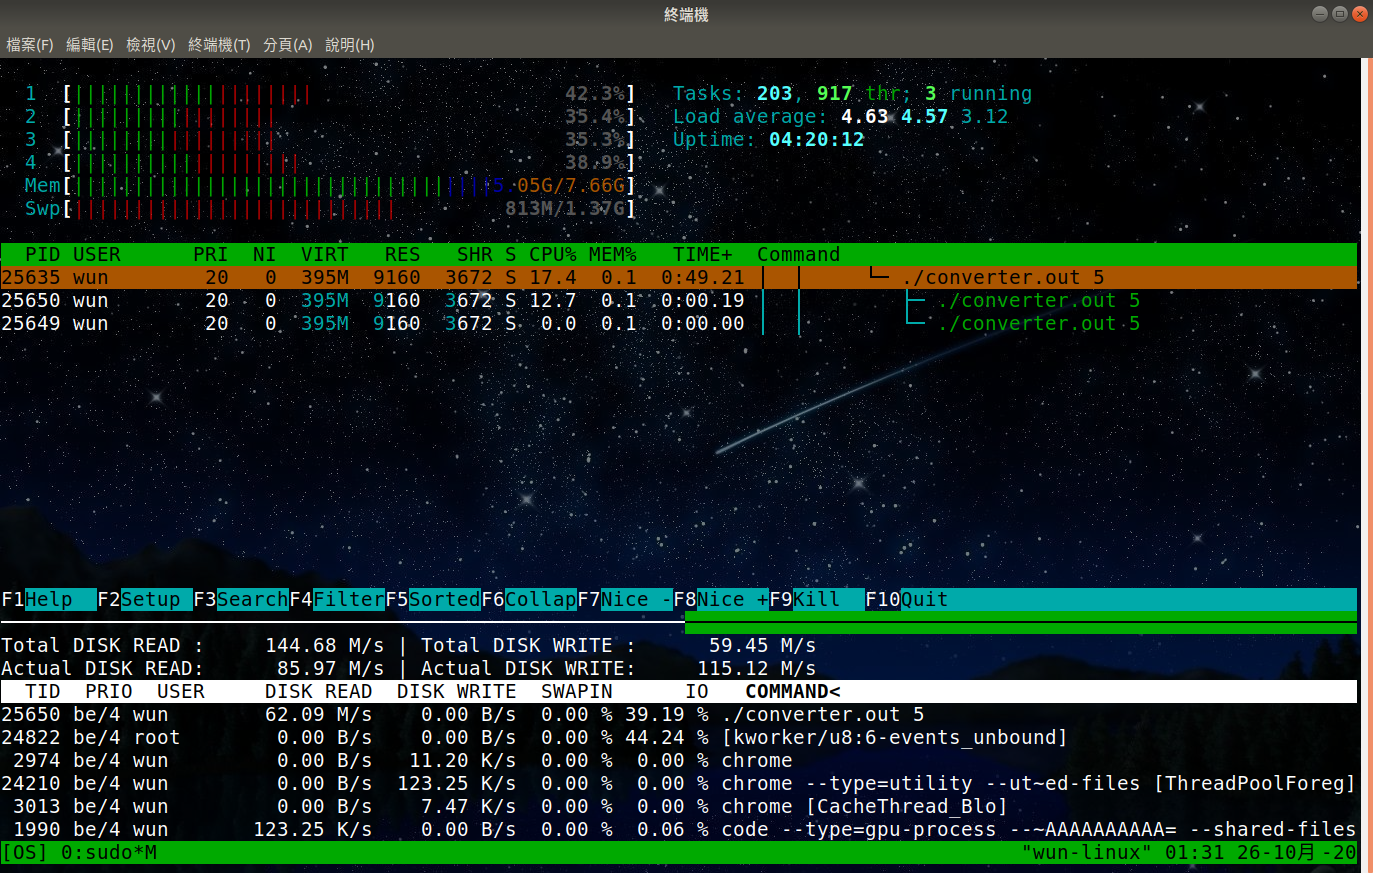 終端機
檔案(F) 編輯(E) 檢視(V) 終端機(T) 分頁(A) 說明(H)
1 [||||||||||||||||||||42.3%] Tasks: 203, 917 thr; 3 running
2 [|||||||||||||||||35.4%] Load average: 4.63 4.57 3.12
3 [|||||||||||||||||35.3%] Uptime: 04:20:12
4 [|||||||||||||||||||38.9%]
Mem[|||||||||||||||||||||||||||||||||||5.05G/7.66G]
Swp[|||||||||||||||||||||||||||813M/1.37G]
PID USER PRI NI VIRT RES SHR S CPU% MEM% TIME+ Command
25635 wun 20 0 395M 9160 3672 S 17.4 0.1 0:49.21 │ │ └─ ./converter.out 5
25650 wun 20 0 395M 9160 3672 S 12.7 0.1 0:00.19 │ │ ├─ ./converter.out 5
25649 wun 20 0 395M 9160 3672 S 0.0 0.1 0:00.00 │ │ └─ ./converter.out 5
F1Help F2Setup F3SearchF4FilterF5SortedF6CollapF7Nice -F8Nice +F9Kill F10Quit
Total DISK READ : 144.68 M/s | Total DISK WRITE : 59.45 M/s
Actual DISK READ: 85.97 M/s | Actual DISK WRITE: 115.12 M/s
TID PRIO USER DISK READ DISK WRITE SWAPIN IO COMMAND<
25650 be/4 wun 62.09 M/s 0.00 B/s 0.00 % 39.19 % ./converter.out 5
24822 be/4 root 0.00 B/s 0.00 B/s 0.00 % 44.24 % [kworker/u8:6-events_unbound]
2974 be/4 wun 0.00 B/s 11.20 K/s 0.00 % 0.00 % chrome
24210 be/4 wun 0.00 B/s 123.25 K/s 0.00 % 0.00 % chrome --type=utility --ut~ed-files [ThreadPoolForeg]
3013 be/4 wun 0.00 B/s 7.47 K/s 0.00 % 0.00 % chrome [CacheThread_Blo]
1990 be/4 wun 123.25 K/s 0.00 B/s 0.00 % 0.06 % code --type=gpu-process --~AAAAAAAAAA= --shared-files
[OS] 0:sudo*M "wun-linux" 01:31 26-10月-20